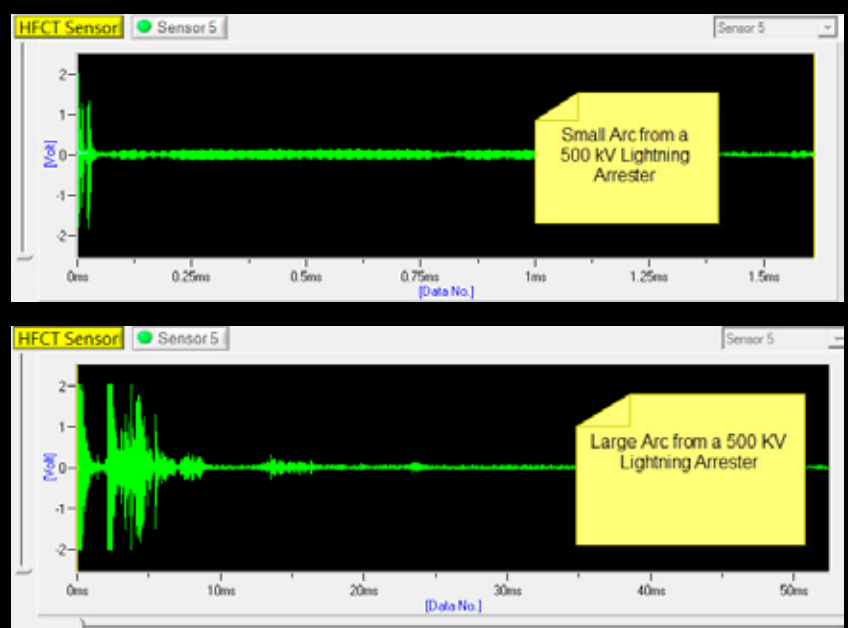 HFCT Sensor Sensor 5 Sensor 5
2
1
[Volt]
0
-1
-2
Small Arc from a
500 kV Lightning
Arrester
0ms 0.25ms 0.5ms 0.75ms 1ms 1.25ms 1.5ms
[Data No.]
HFCT Sensor Sensor 5 Sensor 5
2
1
[Volt]
0
-1
-2
Large Arc from a 500 KV
Lightning Arrester
0ms 10ms 20ms 30ms 40ms 50ms
[Data No.]